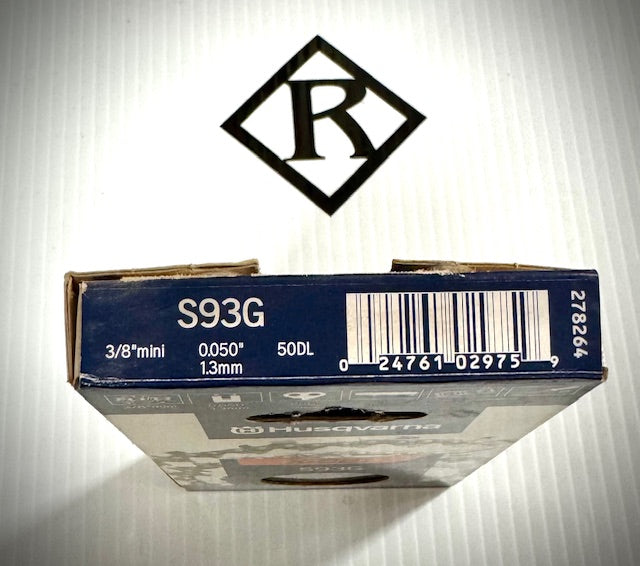 R
S93G
3/8"mini 0.050" 50DL
1.3mm
0 24761 02975 9
278264
Husqvarna
S93G